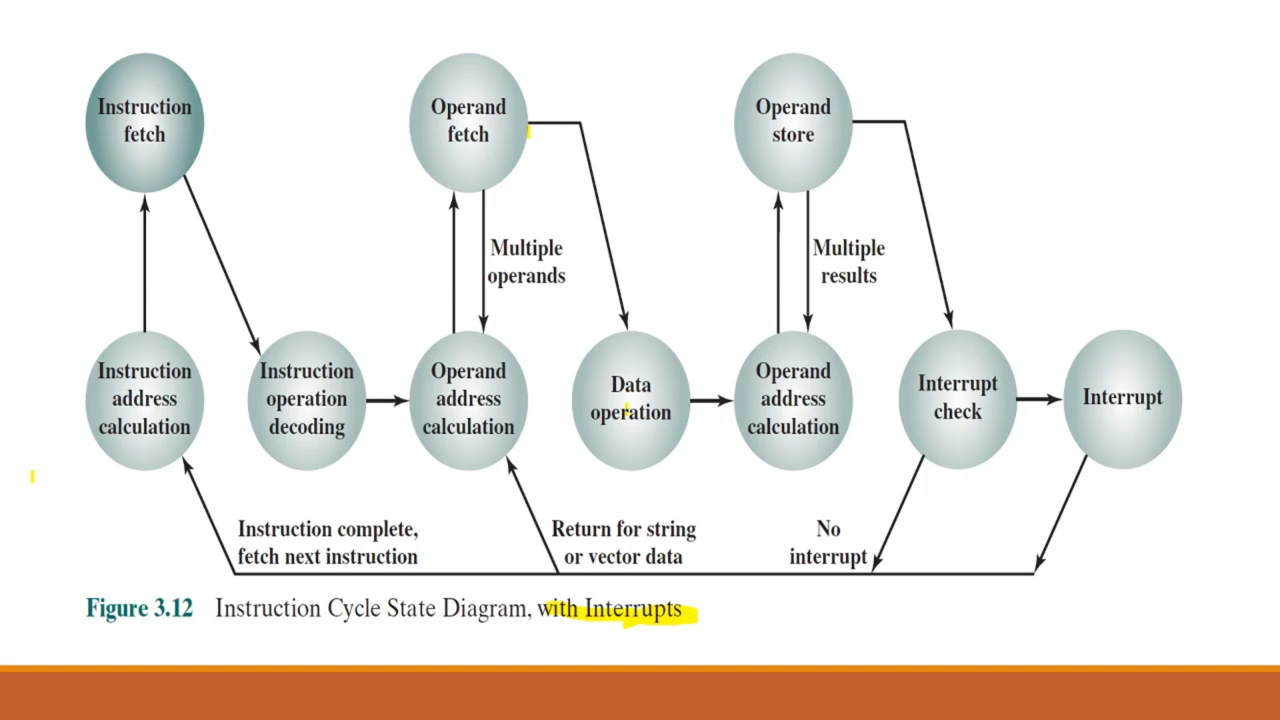 Instruction
fetch
Operand
fetch
Operand
store
Multiple
operands
Multiple
results
Instruction
address
calculation
Instruction
operation
decoding
Operand
address
calculation
Data
operation
Operand
address
calculation
Interrupt
check
Interrupt
Instruction complete,
fetch next instruction
Return for string
or vector data
No
interrupt
Figure 3.12 Instruction Cycle State Diagram, with Interrupts